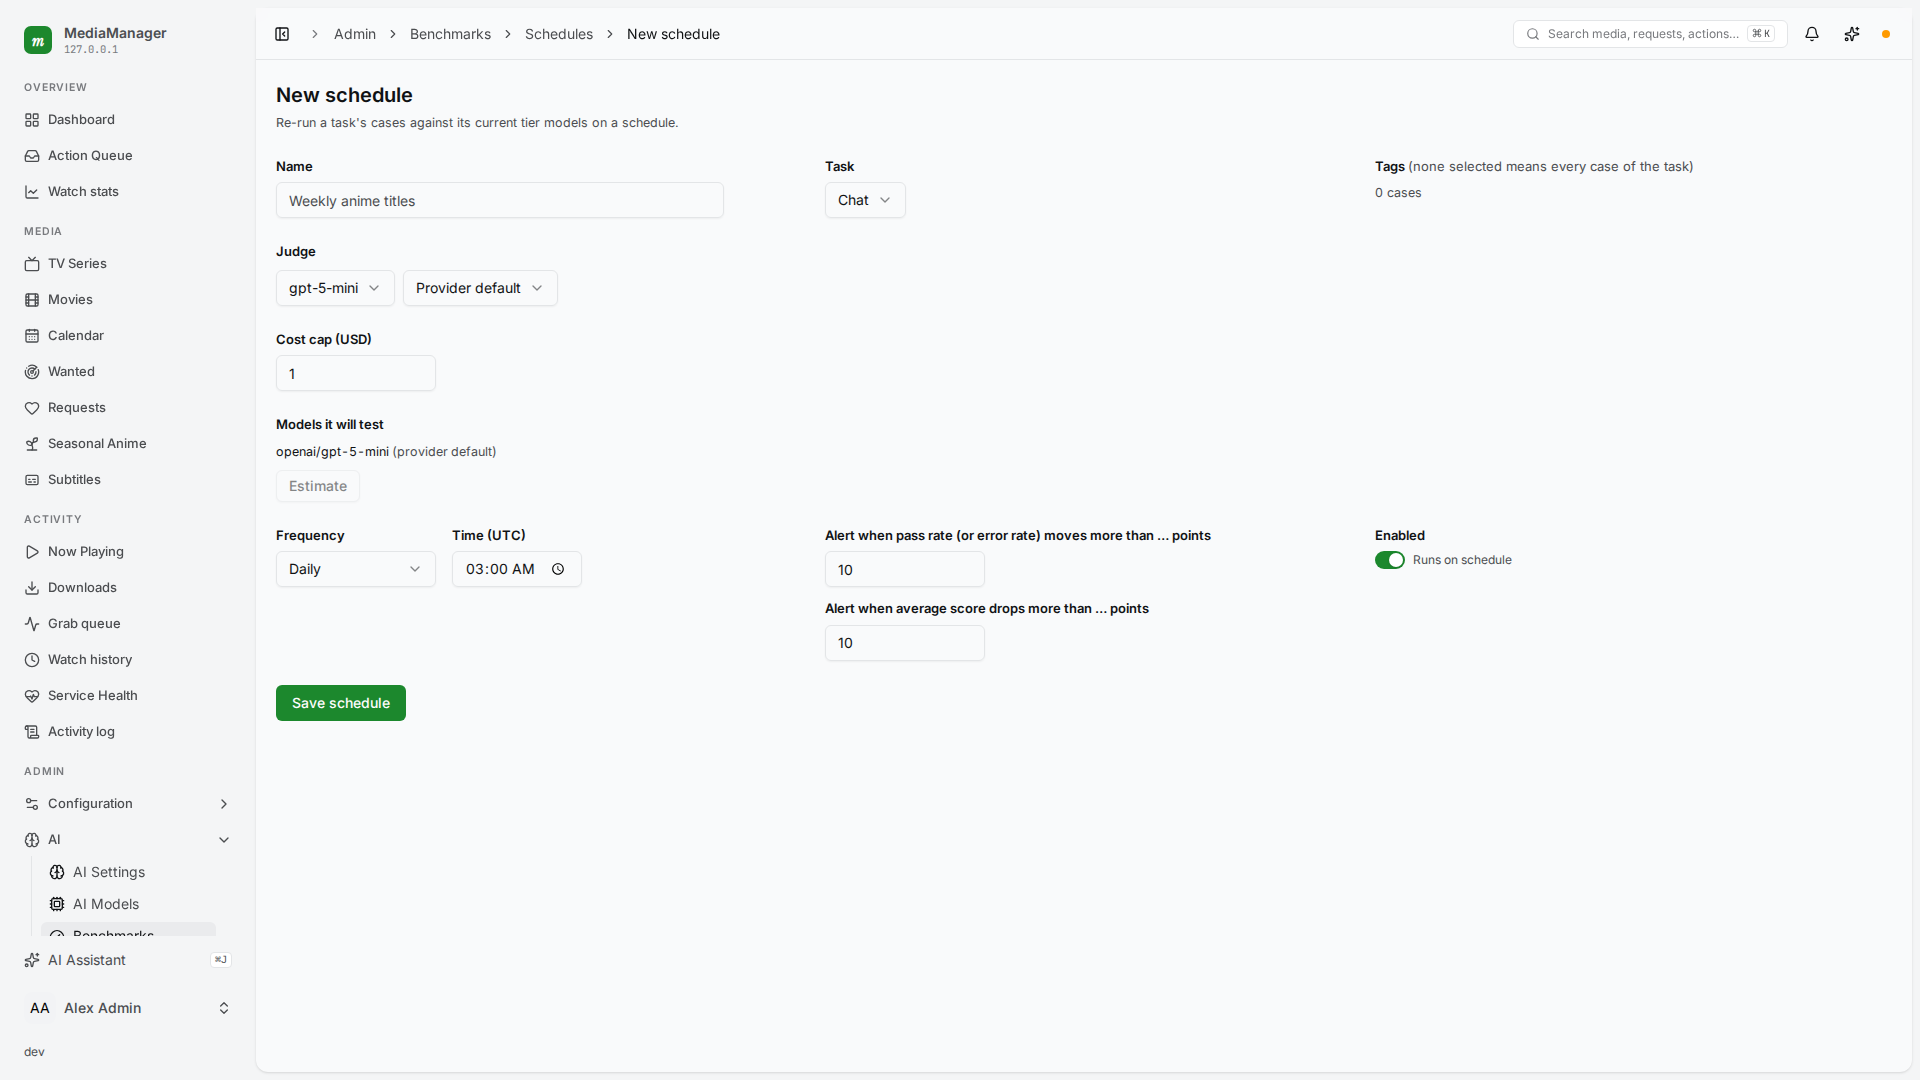 MediaManager
127.0.0.1
OVERVIEW
Dashboard
Action Queue
Watch stats
MEDIA
TV Series
Movies
Calendar
Wanted
Requests
Seasonal Anime
Subtitles
ACTIVITY
Now Playing
Downloads
Grab queue
Watch history
Service Health
Activity log
ADMIN
Configuration
AI
AI Settings
AI Models
Benchmarks
AI Assistant ⌘J
AA Alex Admin
dev
Admin > Benchmarks > Schedules > New schedule
Search media, requests, actions... ⌘ K
New schedule
Re-run a task's cases against its current tier models on a schedule.
Name
Weekly anime titles
Task
Chat
Tags (none selected means every case of the task)
0 cases
Judge
gpt-5-mini Provider default
Cost cap (USD)
1
Models it will test
openai/gpt-5-mini (provider default)
Estimate
Frequency
Daily
Time (UTC)
03:00 AM
Alert when pass rate (or error rate) moves more than … points
10
Alert when average score drops more than … points
10
Enabled
Runs on schedule
Save schedule